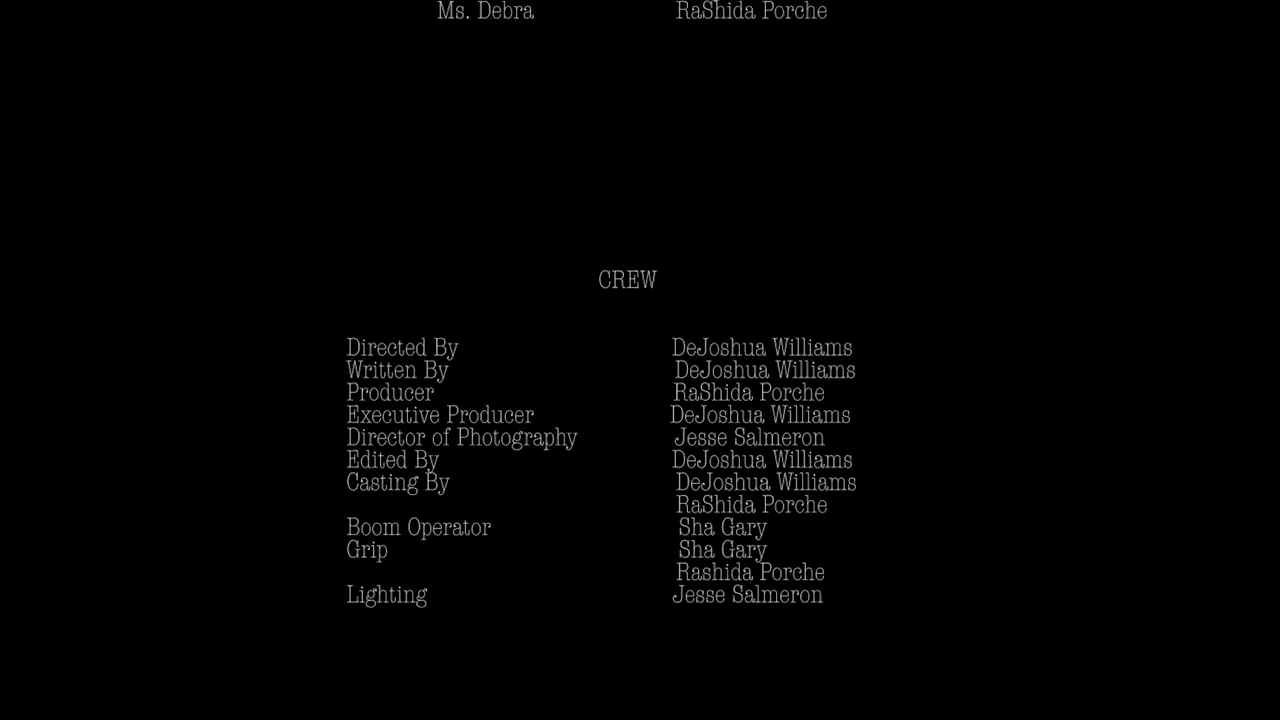 Ms. Debra RaShida Porche
CREW
Directed By DeJoshua Williams
Written By DeJoshua Williams
Producer RaShida Porche
Executive Producer DeJoshua Williams
Director of Photography Jesse Salmeron
Edited By DeJoshua Williams
Casting By DeJoshua Williams
RaShida Porche
Boom Operator Sha Gary
Grip Sha Gary
Rashida Porche
Lighting Jesse Salmeron